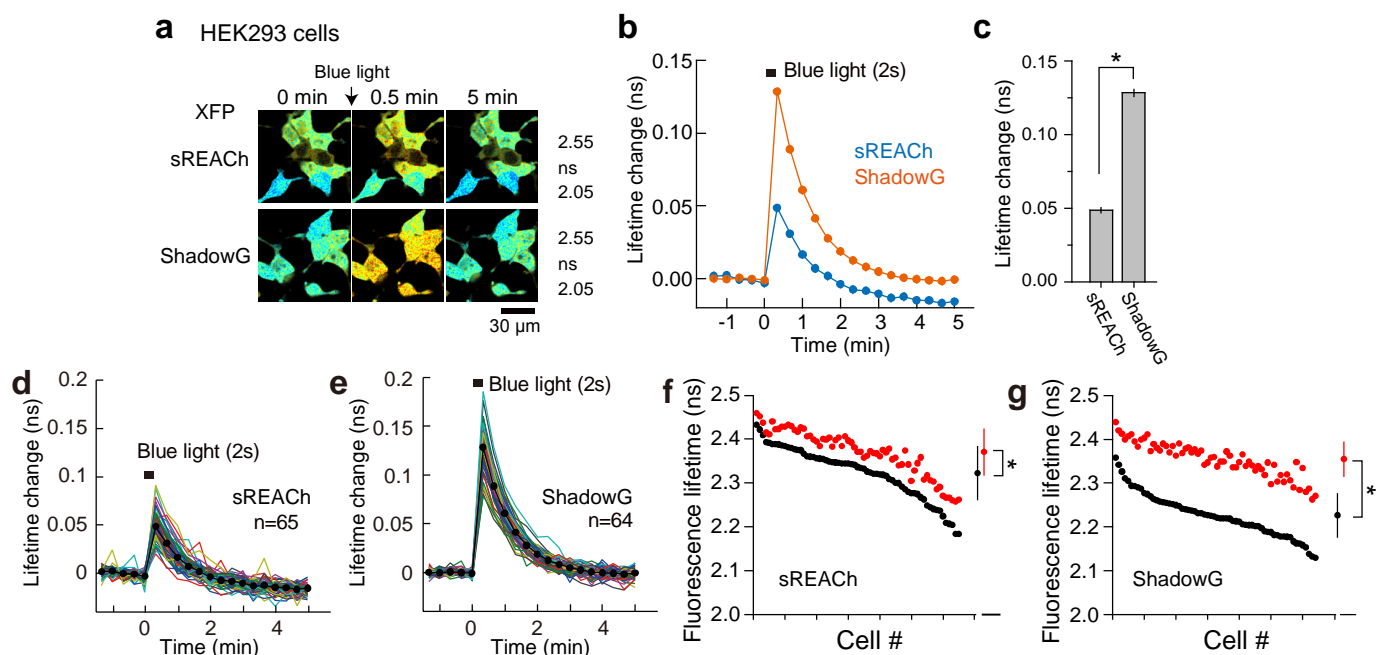 a HEK293 cells
Blue light
0 min 0.5 min 5 min
XFP
sREACh
2.55
ns
2.05
ShadowG
2.55
ns
2.05
30 µm
b
Lifetime change (ns)
0.15
0.10
0.05
0.00
Blue light (2s)
sREACh
ShadowG
-1 0 1 2 3 4 5
Time (min)
c
Lifetime change (ns)
0.15
0.10
0.05
0.00
*
sREACh
ShadowG
d
Lifetime change (ns)
0.2
0.15
0.1
0.05
0
Blue light (2s)
sREACh
n=65
0 2 4
Time (min)
e
Lifetime change (ns)
0.2
0.15
0.1
0.05
0
Blue light (2s)
ShadowG
n=64
0 2 4
Time (min)
f
Fluorescence lifetime (ns)
2.5
2.4
2.3
2.2
2.1
2.0
*
sREACh
Cell #
g
Fluorescence lifetime (ns)
2.5
2.4
2.3
2.2
2.1
2.0
*
ShadowG
Cell #